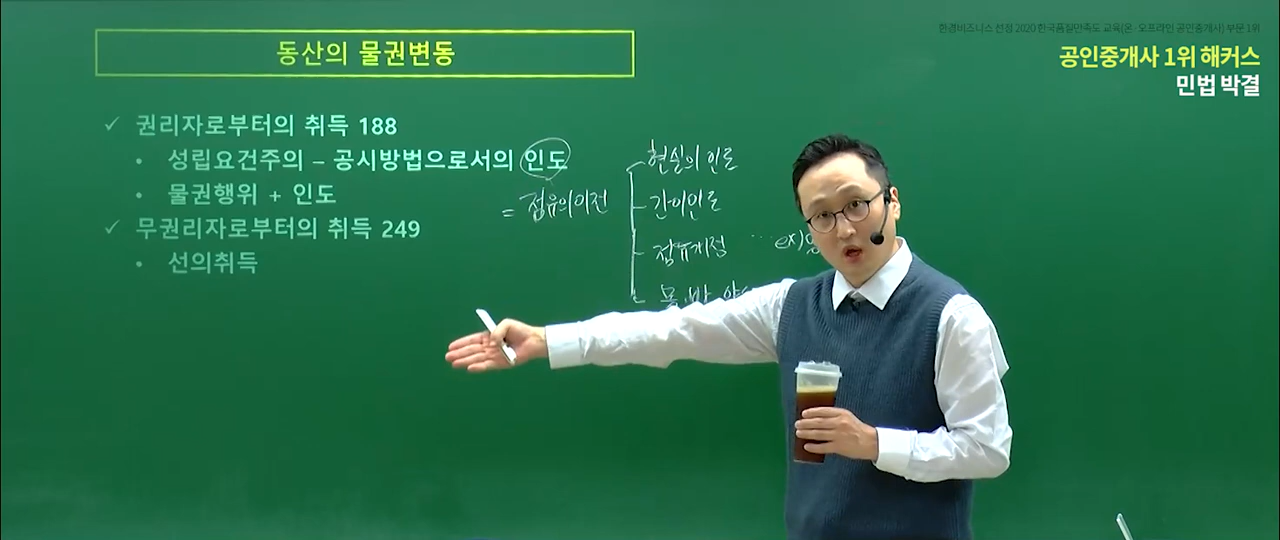 한경비즈니스 선정 2020 한국품질만족도 교육(온·오프라인 공인중개사) 부문 1위
공인중개사 1위 해커스
민법 박결
동산의 물권변동
✓ 권리자로부터의 취득 188
• 성립요건주의 – 공시방법으로서의 인도
• 물권행위 + 인도
✓ 무권리자로부터의 취득 249
• 선의취득
= 점유의이전
현실의 인도
간이인도
점유개정 … ex)
목.반